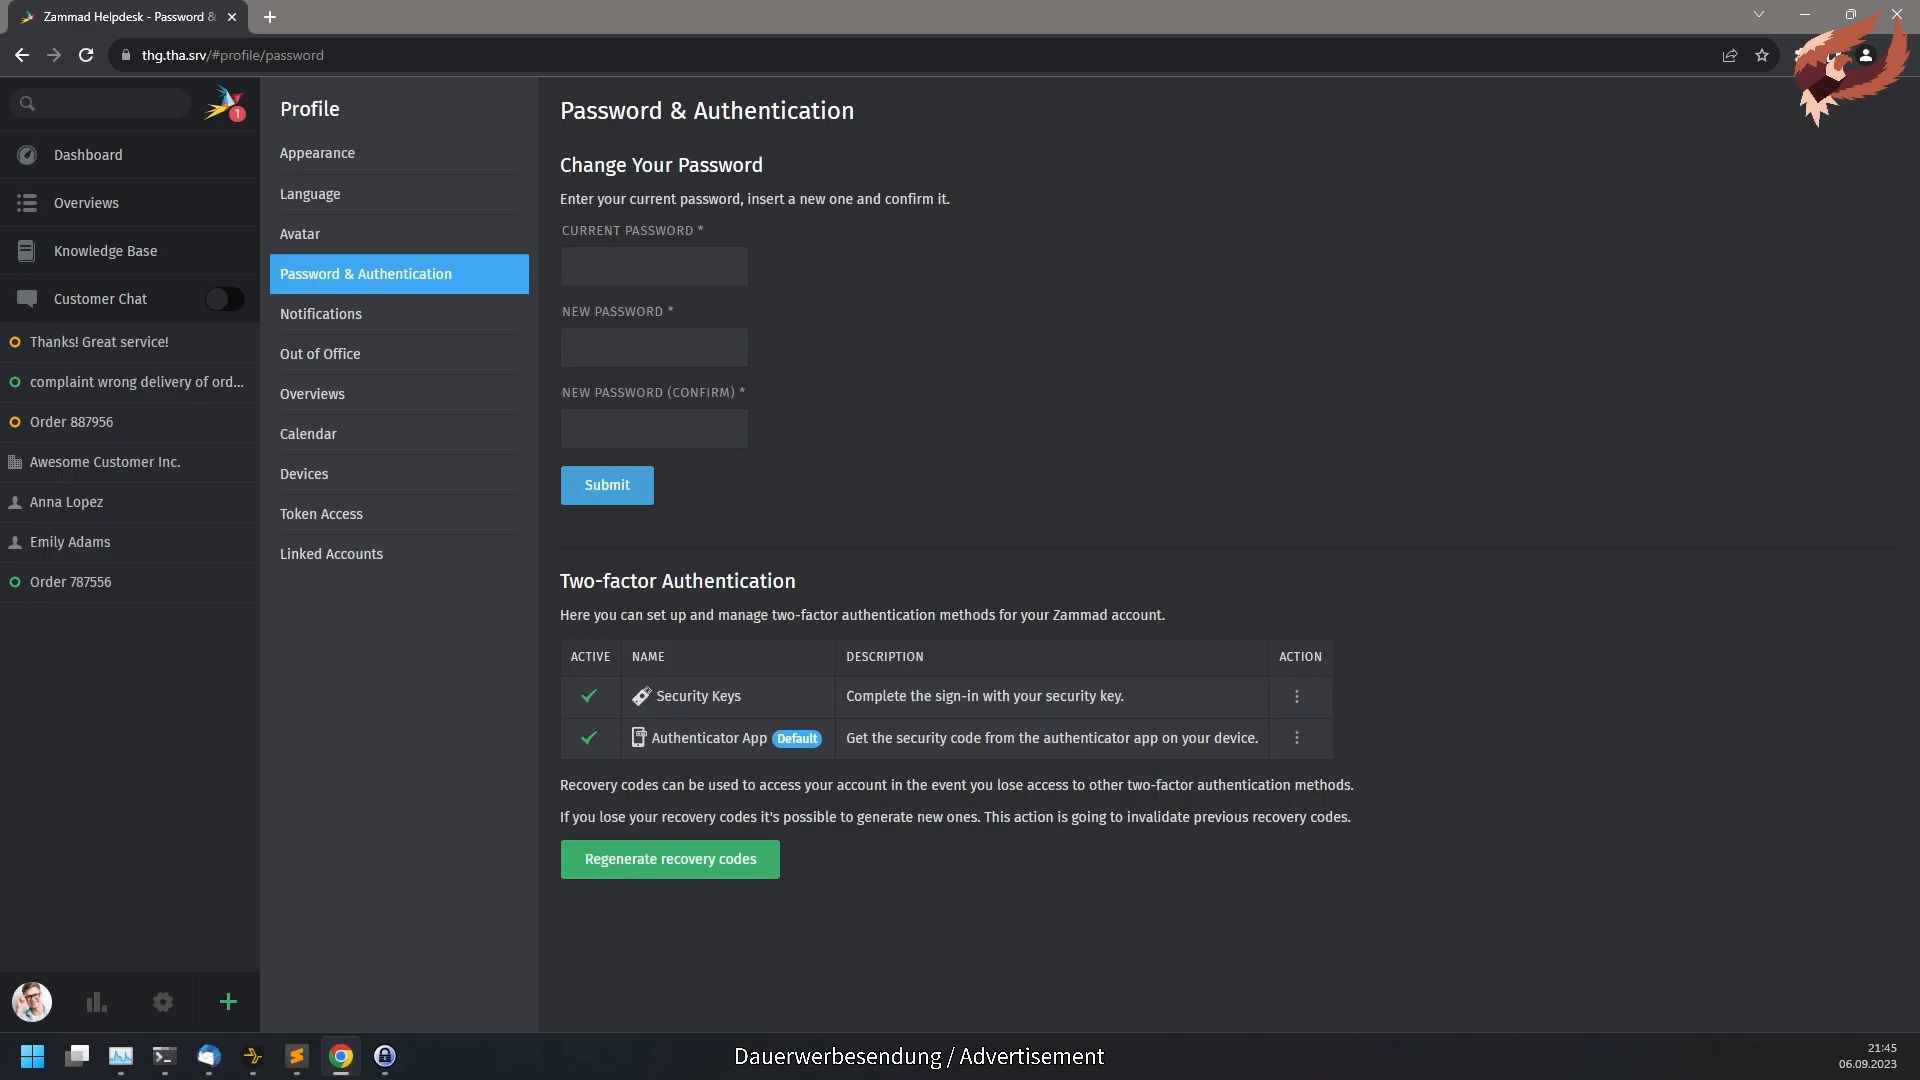 Zammad Helpdesk - Password &
thg.tha.srv/#profile/password
1
Dashboard
Overviews
Knowledge Base
Customer Chat
Thanks! Great service!
complaint wrong delivery of ord...
Order 887956
Awesome Customer Inc.
Anna Lopez
Emily Adams
Order 787556
Profile
Appearance
Language
Avatar
Password & Authentication
Notifications
Out of Office
Overviews
Calendar
Devices
Token Access
Linked Accounts
Password & Authentication
Change Your Password
Enter your current password, insert a new one and confirm it.
CURRENT PASSWORD *
NEW PASSWORD *
NEW PASSWORD (CONFIRM) *
Submit
Two-factor Authentication
Here you can set up and manage two-factor authentication methods for your Zammad account.
ACTIVE NAME DESCRIPTION ACTION
Security Keys Complete the sign-in with your security key.
Authenticator App Default Get the security code from the authenticator app on your device.
Recovery codes can be used to access your account in the event you lose access to other two-factor authentication methods.
If you lose your recovery codes it's possible to generate new ones. This action is going to invalidate previous recovery codes.
Regenerate recovery codes
Dauerwerbesendung / Advertisement
21:45
06.09.2023